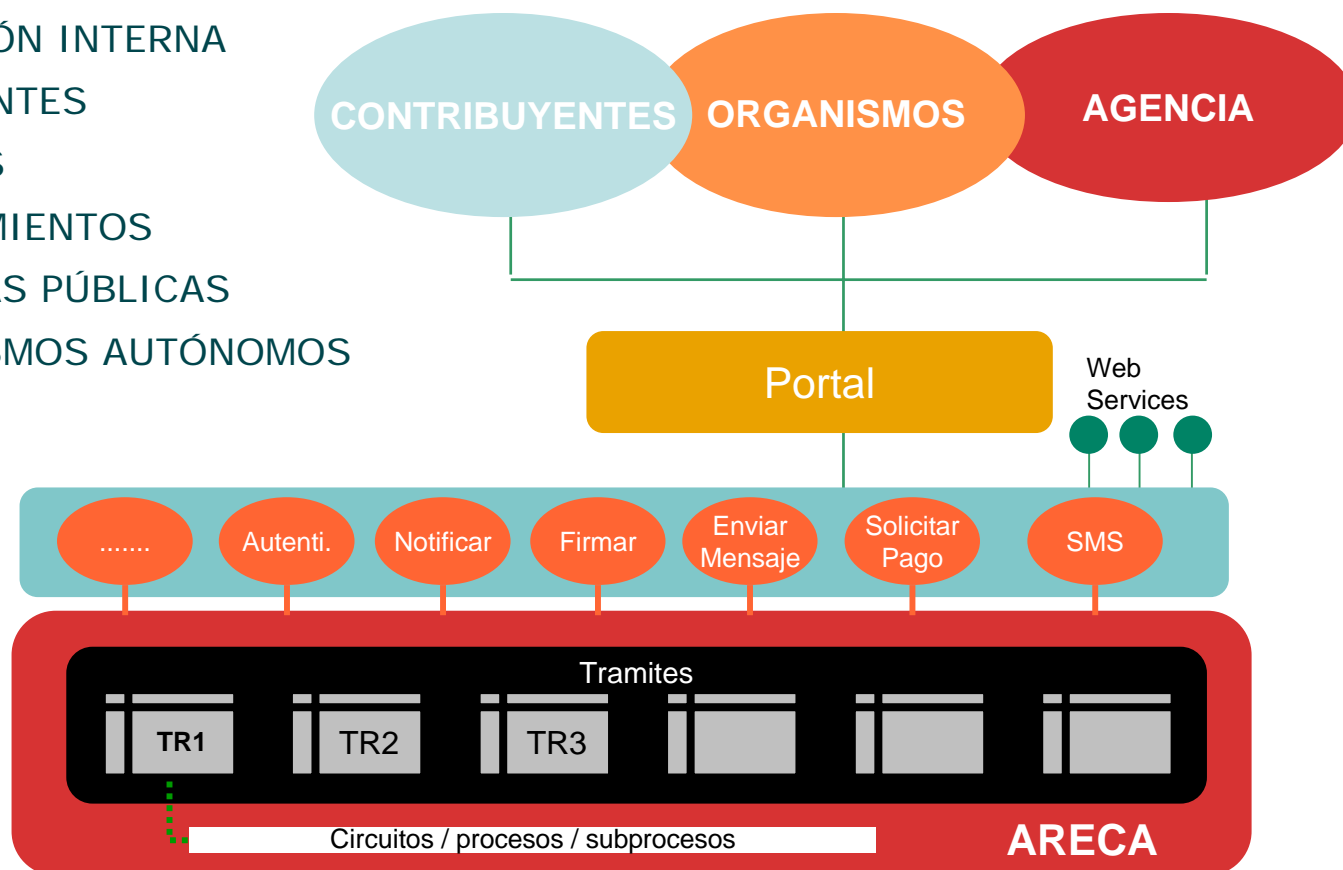 ÓN INTERNA
NTES
S
MIENTOS
AS PÚBLICAS
SMOS AUTÓNOMOS
CONTRIBUYENTES
ORGANISMOS
AGENCIA
Portal
Web
Services
.......
Autenti.
Notificar
Firmar
Enviar
Mensaje
Solicitar
Pago
SMS
Tramites
TR1
TR2
TR3
Circuitos / procesos / subprocesos
ARECA